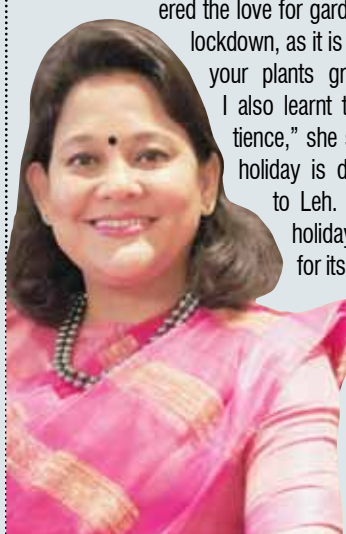 ered the love for gard
lockdown, as it is
your plants gr
I also learnt t
tience,” she s
holiday is d
to Leh.
holiday
for its